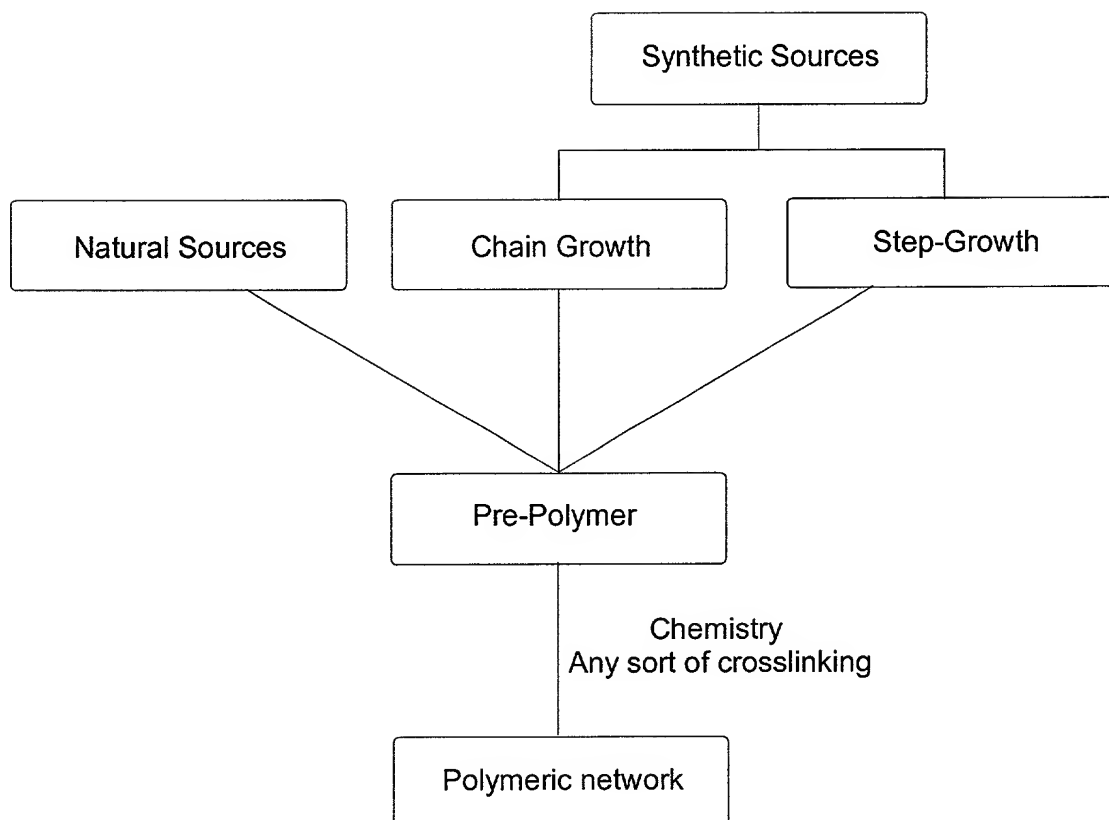 Synthetic Sources
Natural Sources
Chain Growth
Step-Growth
Pre-Polymer
Chemistry
Any sort of crosslinking
Polymeric network